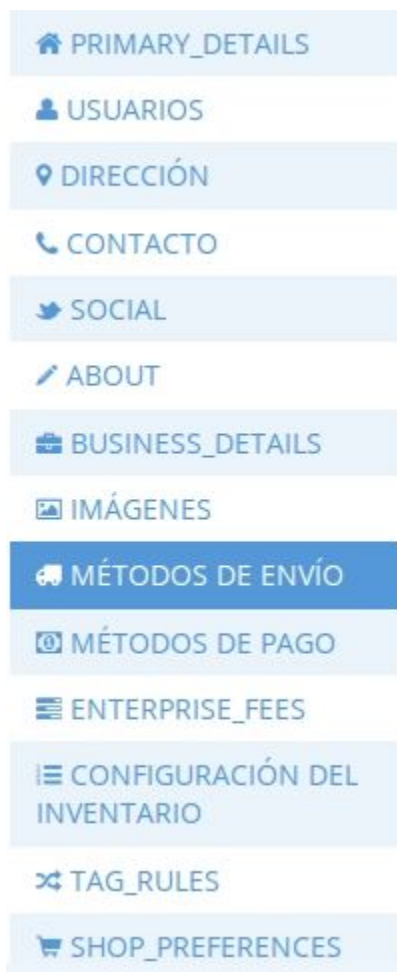 PRIMARY_DETAILS
USUARIOS
DIRECCIÓN
CONTACTO
SOCIAL
ABOUT
BUSINESS_DETAILS
IMÁGENES
MÉTODOS DE ENVÍO
MÉTODOS DE PAGO
ENTERPRISE_FEES
CONFIGURACIÓN DEL
INVENTARIO
TAG_RULES
SHOP_PREFERENCES